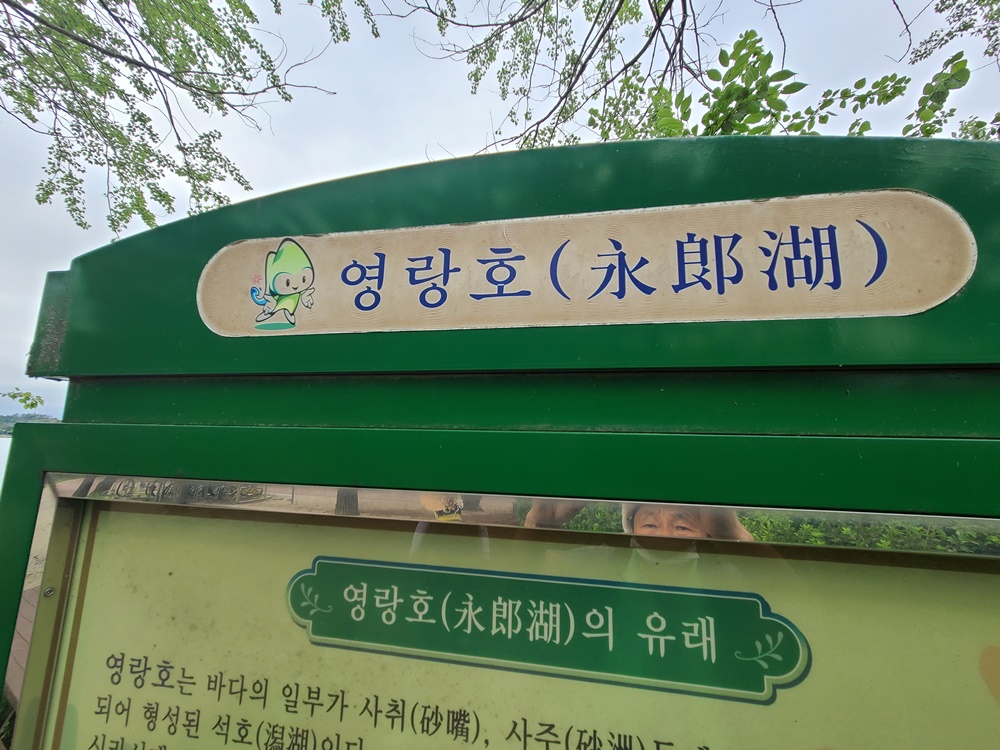 영랑호(永郎湖)
영랑호(永郎湖)의 유래
영랑호는 바다의 일부가 사취(砂嘴), 사주(砂洲)등에
되어 형성된 석호(潟湖)이다